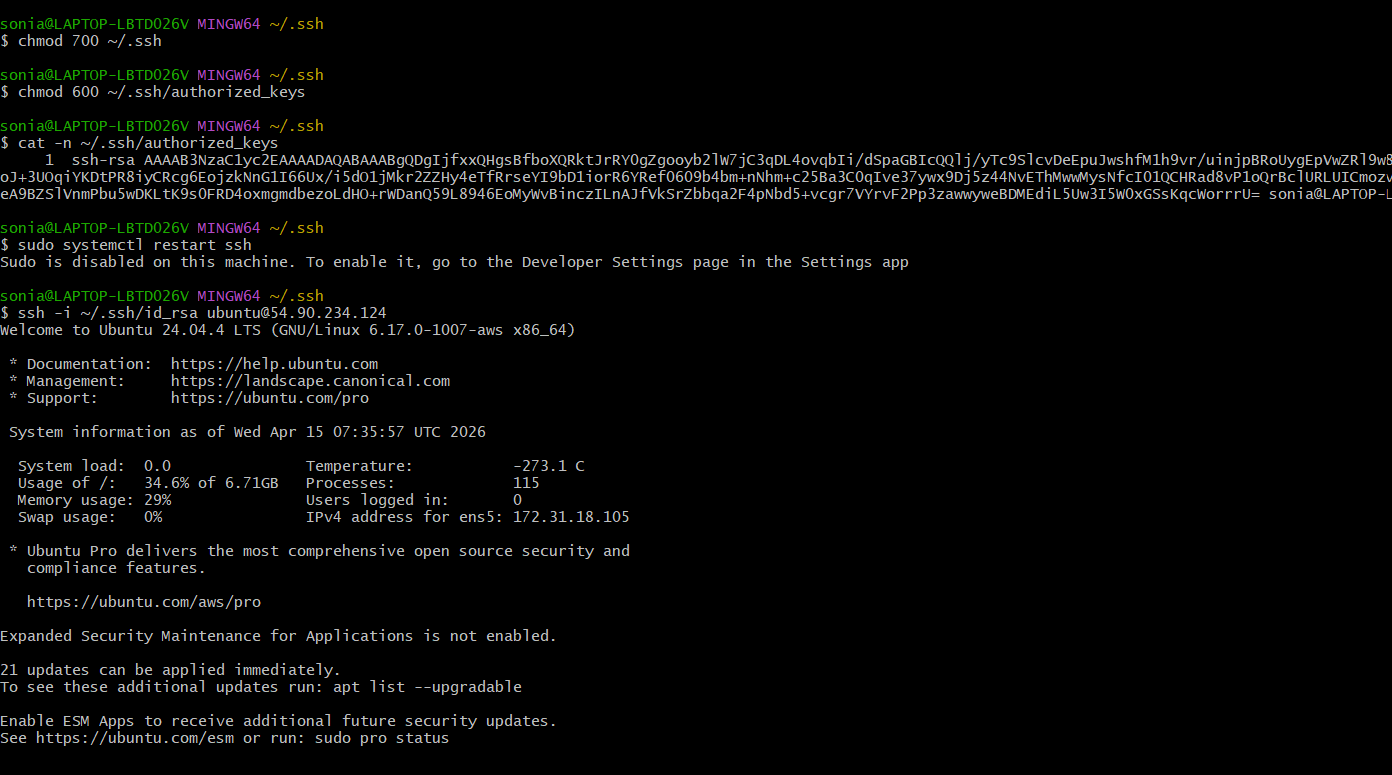 sonia@LAPTOP-LBTDO26V MINGW64 ~/.ssh
$ chmod 700 ~/.ssh
sonia@LAPTOP-LBTDO26V MINGW64 ~/.ssh
$ chmod 600 ~/.ssh/authorized_keys
sonia@LAPTOP-LBTDO26V MINGW64 ~/.ssh
$ cat -n ~/.ssh/authorized_keys
1 ssh-rsa AAAAB3NzaC1yc2EAAAADAQABAAABgQDgIjfxxQHgsBfboXQRktJrRY0gZgooyb2lW7jC3qDL4ovqbIi/dSpaGBIcQQlj/yTc9SlcvDeEpuJwshfM1h9vr/uinjpBRoUygEpVwZRl9w8
oJ+3UOqiYKDtPR8iyCRcg6EojzkNnG1I66Ux/i5dO1jMkr2ZZHy4eTfRrseYI9bD1iorR6YRef0609b4bm+nNhm+c25Ba3C0qIve37ywx9Dj5z44NvEThMwwMysNfcI01QCHRad8vP1oQrBclURLUICmozv
eA9BZSlVnmPbu5wDKLtK9s0FRD4oxmgmdbezoLdHO+rWDanQ59L8946EoMyWvBinczILnAJfVkSrZbbqa2F4pNbd5+vcgr7VYrvF2Pp3zawwyweBDMEdiL5Uw3I5WOxGSsKqcWorrrU= sonia@LAPTOP-L
sonia@LAPTOP-LBTDO26V MINGW64 ~/.ssh
$ sudo systemctl restart ssh
Sudo is disabled on this machine. To enable it, go to the Developer Settings page in the Settings app
sonia@LAPTOP-LBTDO26V MINGW64 ~/.ssh
$ ssh -i ~/.ssh/id_rsa ubuntu@54.90.234.124
Welcome to Ubuntu 24.04.4 LTS (GNU/Linux 6.17.0-1007-aws x86_64)
* Documentation: https://help.ubuntu.com
* Management: https://landscape.canonical.com
* Support: https://ubuntu.com/pro
System information as of Wed Apr 15 07:35:57 UTC 2026
System load: 0.0 Temperature: -273.1 C
Usage of /: 34.6% of 6.71GB Processes: 115
Memory usage: 29% Users logged in: 0
Swap usage: 0% IPv4 address for ens5: 172.31.18.105
* Ubuntu Pro delivers the most comprehensive open source security and
compliance features.
https://ubuntu.com/aws/pro
Expanded Security Maintenance for Applications is not enabled.
21 updates can be applied immediately.
To see these additional updates run: apt list --upgradable
Enable ESM Apps to receive additional future security updates.
See https://ubuntu.com/esm or run: sudo pro status